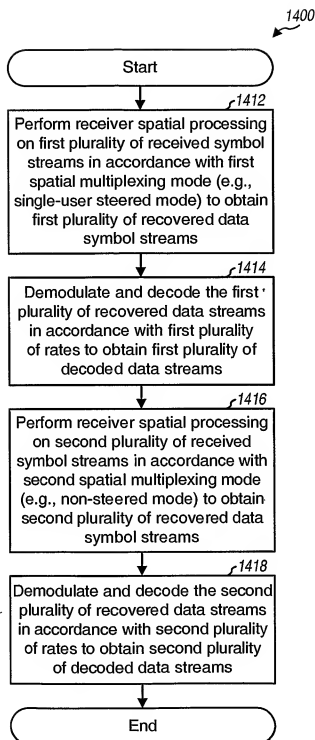 1400
Start
1412
Perform receiver spatial processing
on first plurality of received symbol
streams in accordance with first
spatial multiplexing mode (e.g.,
single-user steered mode) to obtain
first plurality of recovered data
symbol streams
1414
Demodulate and decode the first
plurality of recovered data streams
in accordance with first plurality
of rates to obtain first plurality of
decoded data streams
1416
Perform receiver spatial processing
on second plurality of received
symbol streams in accordance with
second spatial multiplexing mode
(e.g., non-steered mode) to obtain
second plurality of recovered data
symbol streams
1418
Demodulate and decode the second
plurality of recovered data streams
in accordance with second plurality
of rates to obtain second plurality
of decoded data streams
End